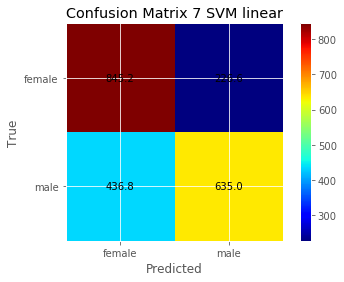 Confusion Matrix 7 SVM linear
female
male
True
436.8 635.0
female male
Predicted
800
700
600
500
400
300